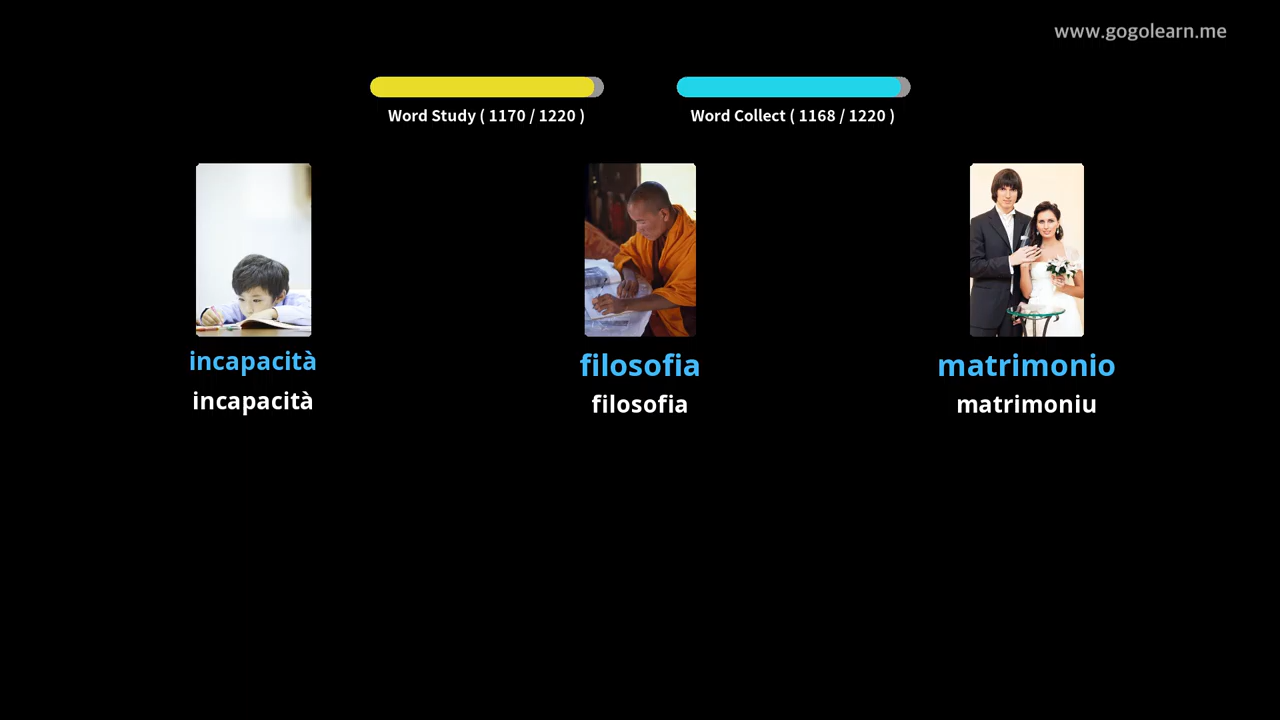 www.gogolearn.me
Word Study ( 1170 / 1220 )
Word Collect ( 1168 / 1220 )
incapacità
incapacità
filosofia
filosofia
matrimonio
matrimoniu